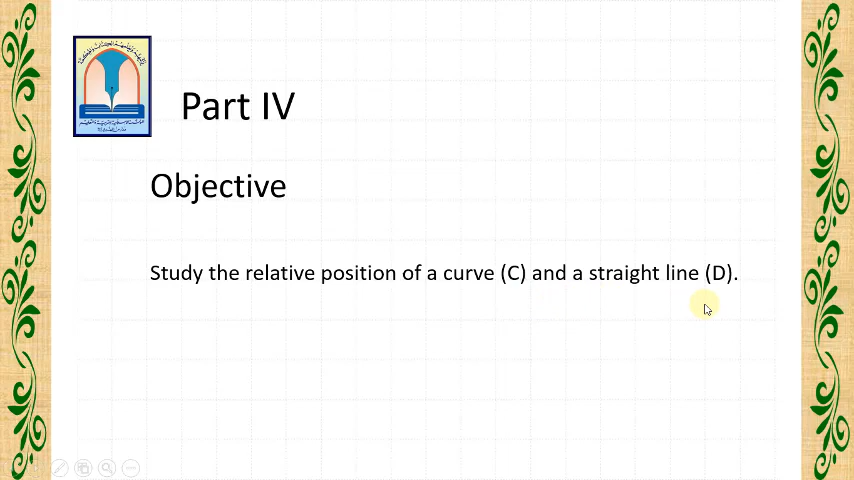 Part IV
Objective
Study the relative position of a curve (C) and a straight line (D).